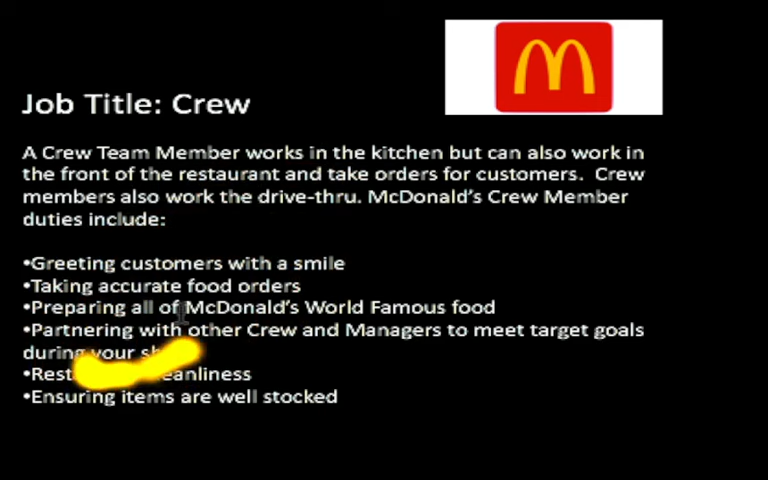 Job Title: Crew
A Crew Team Member works in the kitchen but can also work in
the front of the restaurant and take orders for customers. Crew
members also work the drive-thru. McDonald's Crew Member
duties include:
•Greeting customers with a smile
•Taking accurate food orders
•Preparing all of McDonald's World Famous food
•Partnering with other Crew and Managers to meet target goals
during your
•
•Ensuring items are well stocked